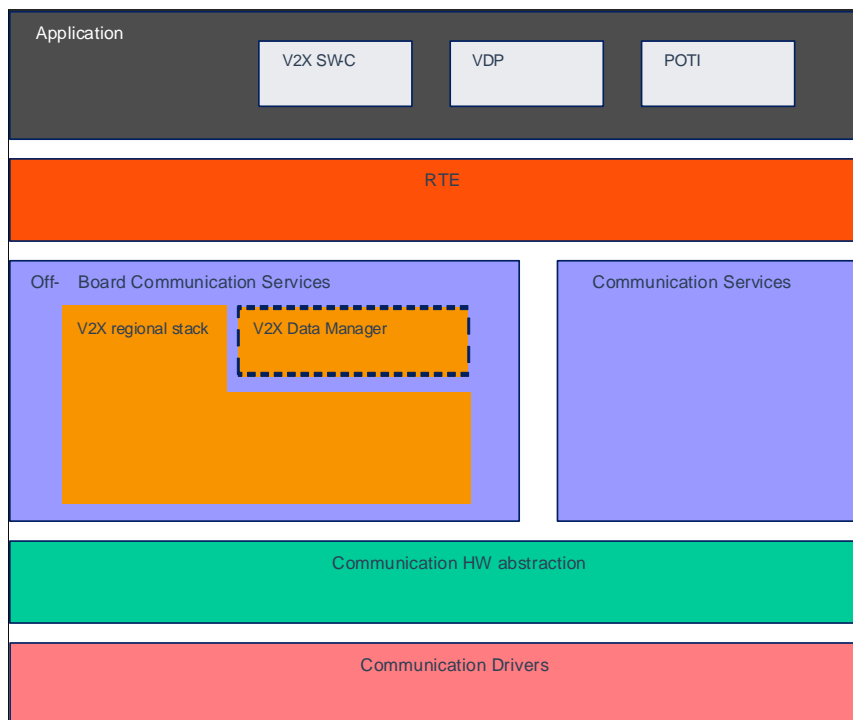 Application
V2X SW-C
VDP
POTI
RTE
Off- Board Communication Services
Communication Services
V2X regional stack
V2X Data Manager
Communication HW abstraction
Communication Drivers